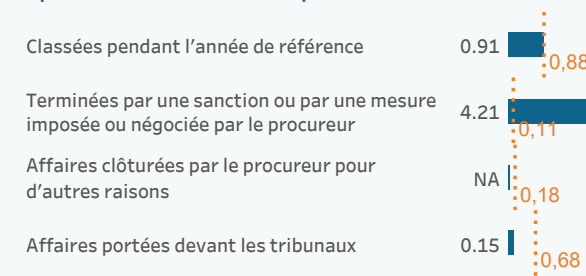 Classées pendant l'année de référence 0.91
0,88
Terminées par une sanction ou par une mesure
imposée ou négociée par le procureur 4.21
0,11
Affaires clôturées par le procureur pour
d'autres raisons NA
0,18
Affaires portées devant les tribunaux 0.15
0,68